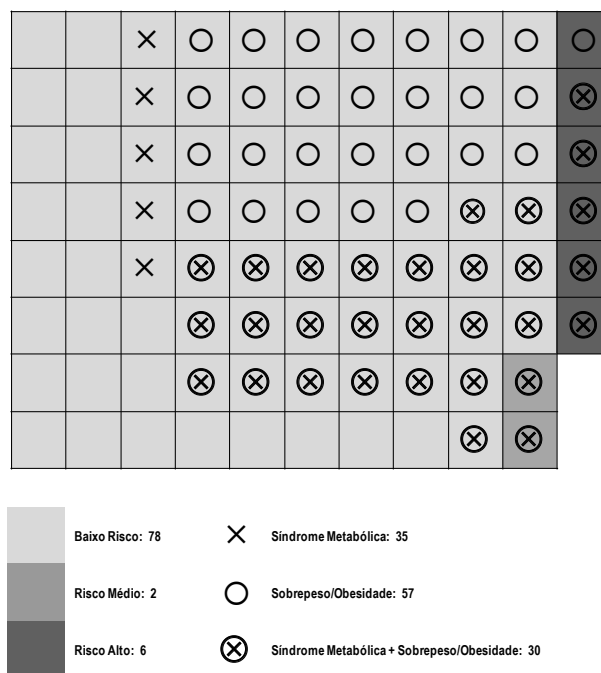 Baixo Risco: 78
Síndrome Metabólica: 35
Risco Médio: 2
Sobrepeso/Obesidade: 57
Risco Alto: 6
Síndrome Metabólica + Sobrepeso/Obesidade: 30